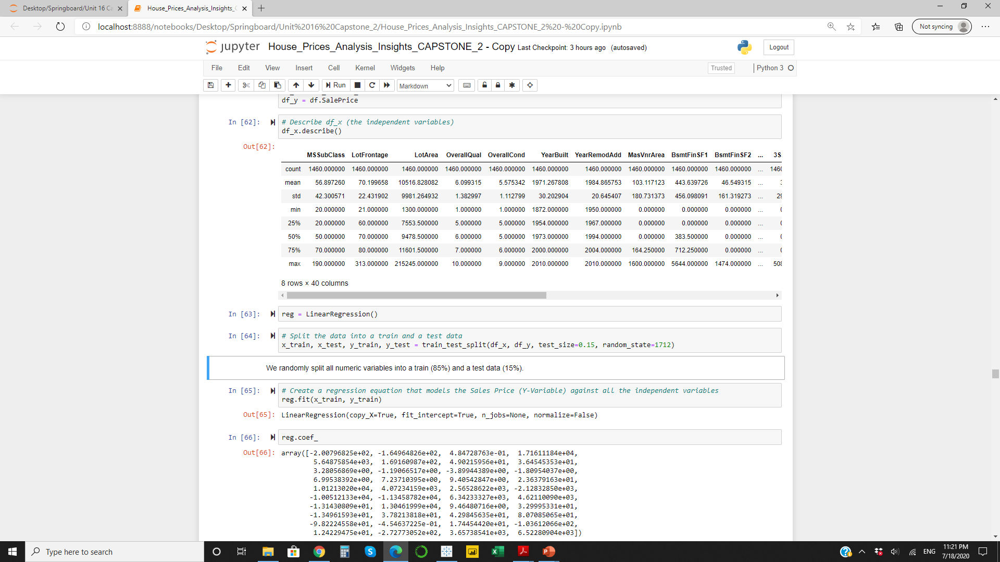 Desktop/Springboard/Unit 16 Ca
House_Prices_Analysis_Insights_C
localhost:8888/notebooks/Desktop/Springboard/Unit%2016%20Capstone_2/House_Prices_Analysis_Insights_CAPSTONE_2%20-%20Copy.ipynb
Not syncing
jupyter House_Prices_Analysis_Insights_CAPSTONE_2 - Copy Last Checkpoint: 3 hours ago (autosaved)
Logout
File Edit View Insert Cell Kernel Widgets Help
Trusted
Python 3
Run
Markdown
df_y = df.SalePrice
In [62]: # Describe df_x (the independent variables)
df_x.describe()
Out[62]:
MSSubClass LotFrontage LotArea OverallQual OverallCond YearBuilt YearRemodAdd MasVnrArea BsmtFinSF1 BsmtFinSF2 ... 3S
count 1460.000000 1460.000000 1460.000000 1460.000000 1460.000000 1460.000000 1460.000000 1460.000000 1460.000000 1460.000000 ... 146
mean 56.897260 70.199658 10516.828082 6.099315 5.575342 1971.267808 1984.865753 103.117123 443.639726 46.549315 ...
std 42.300571 22.431902 9981.264932 1.382997 1.112799 30.202904 20.645407 180.731373 456.098091 161.319273 ... 29
min 20.000000 21.000000 1300.000000 1.000000 1.000000 1872.000000 1950.000000 0.000000 0.000000 0.000000 ...
25% 20.000000 60.000000 7553.500000 5.000000 5.000000 1954.000000 1967.000000 0.000000 0.000000 0.000000 ...
50% 50.000000 70.000000 9478.500000 6.000000 5.000000 1973.000000 1994.000000 0.000000 383.500000 0.000000 ...
75% 70.000000 80.000000 11601.500000 7.000000 6.000000 2000.000000 2004.000000 164.250000 712.250000 0.000000 ...
max 190.000000 313.000000 215245.000000 10.000000 9.000000 2010.000000 2010.000000 1600.000000 5644.000000 1474.000000 ... 508
8 rows × 40 columns
In [63]: reg = LinearRegression()
In [64]: # Split the data into a train and a test data
x_train, x_test, y_train, y_test = train_test_split(df_x, df_y, test_size=0.15, random_state=1712)
We randomly split all numeric variables into a train (85%) and a test data (15%).
In [65]: # Create a regression equation that models the Sales Price (Y-Variable) against all the independent variables
reg.fit(x_train, y_train)
Out[65]: LinearRegression(copy_X=True, fit_intercept=True, n_jobs=None, normalize=False)
In [66]: reg.coef_
Out[66]: array([-2.00796825e+02, -1.64964826e+02, 4.84728763e-01, 1.71611184e+04,
5.64875854e+03, 1.69160987e+02, 4.90215956e+01, 3.64545353e+01,
3.28056869e+00, -1.19066517e+00, -3.89944389e+00, -1.80954037e+00,
6.99538392e+00, 7.23710395e+00, 9.40542847e+00, 2.36379163e+01,
1.01213020e+04, 4.07234159e+03, 2.56528622e+03, -2.12832850e+03,
-1.00512133e+04, -1.13458782e+04, 6.34233327e+03, 4.62110090e+03,
-1.31430809e+01, 1.30461999e+04, 9.46480716e+00, 3.29995331e+01,
-1.34961593e+01, 3.78213818e+01, 4.29845635e+01, 8.07085065e+01,
-9.82224558e+01, -4.54637225e-01, 1.74454420e+01, -1.03612066e+02,
1.24229475e+01, -2.72773052e+02, 3.65738541e+03, 6.52280904e+03])
Type here to search
ENG
11:21 PM
7/18/2020